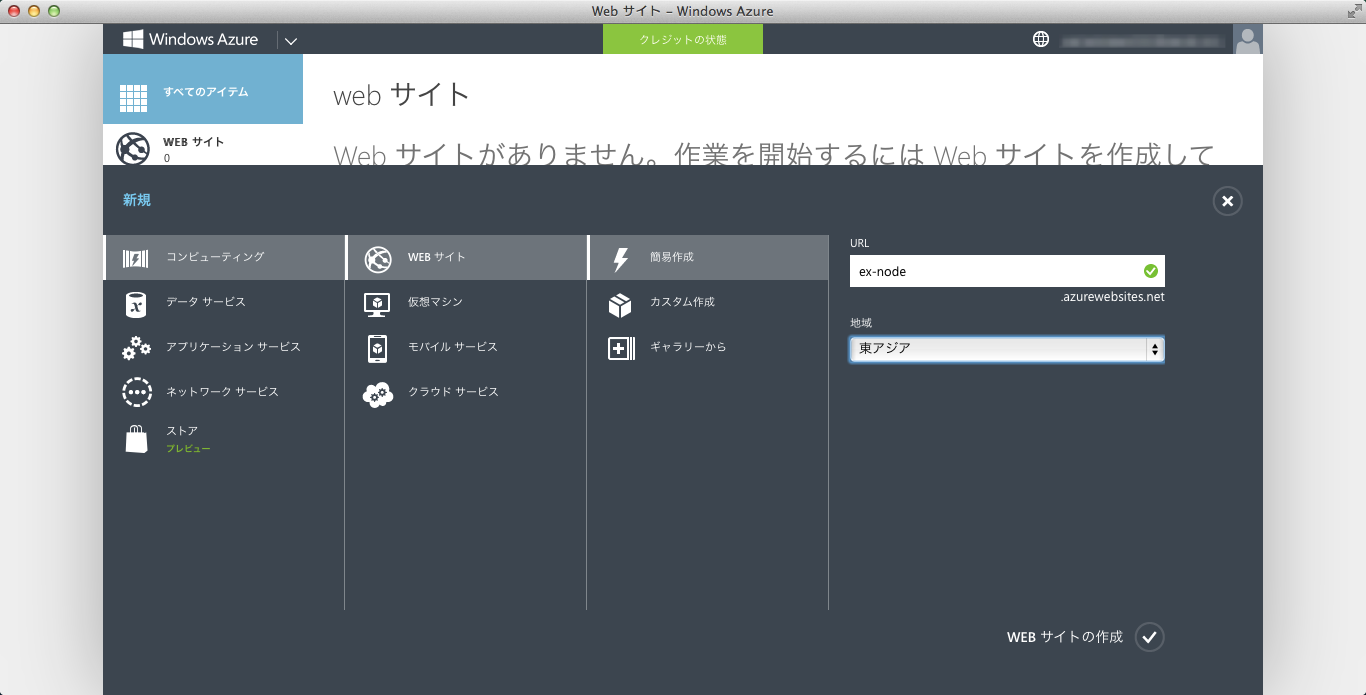 Web サイト – Windows Azure
Windows Azure
クレジットの状態
すべてのアイテム
WEB サイト
0
web サイト
Web サイトがありません。作業を開始するには Web サイトを作成して
新規
コンピューティング
データ サービス
アプリケーション サービス
ネットワーク サービス
ストア
プレビュー
WEB サイト
仮想マシン
モバイル サービス
クラウド サービス
簡易作成
カスタム作成
ギャラリーから
URL
ex-node
.azurewebsites.net
地域
東アジア
WEB サイトの作成